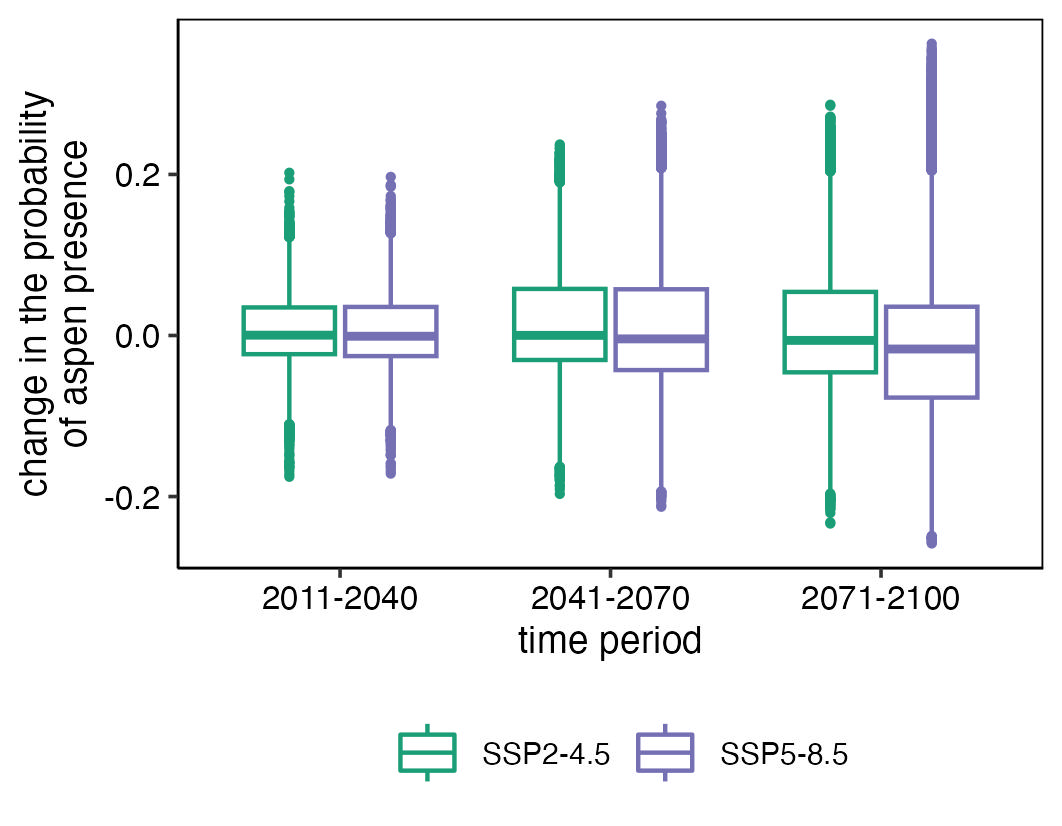 change in the probability
of aspen presence
0.2
0.0
-0.2
2011-2040 2041-2070 2071-2100
time period
SSP2-4.5 SSP5-8.5